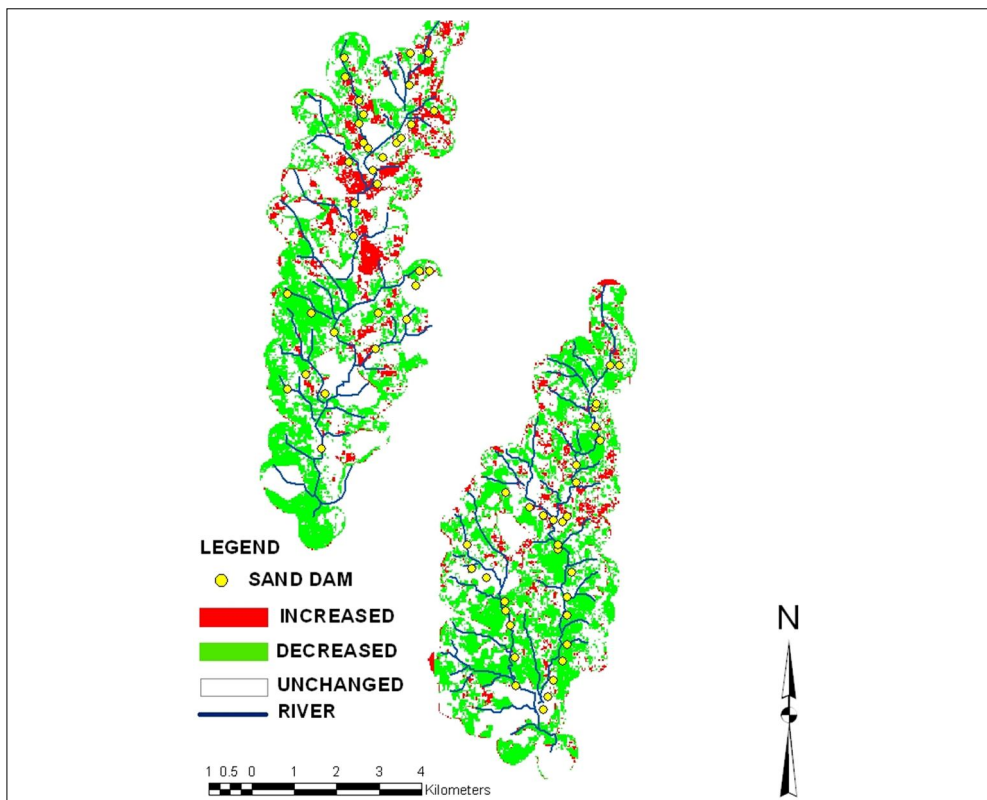 LEGEND
SAND DAM
INCREASED
DECREASED
UNCHANGED
RIVER
N
1 0.5 0 1 2 3 4
Kilometers